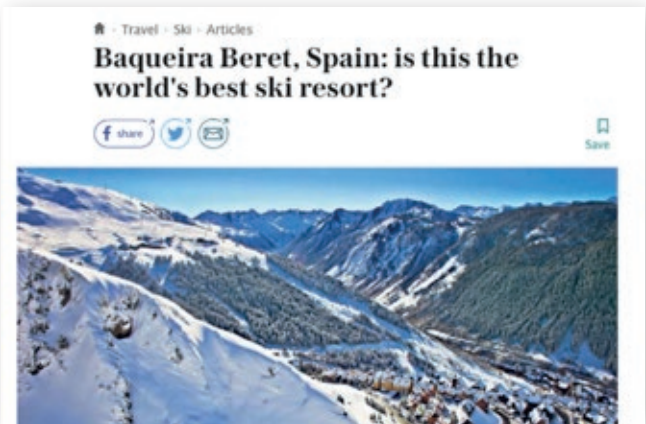 Travel Ski Articles
Baqueira Beret, Spain: is this the
world's best ski resort?
f share
Save